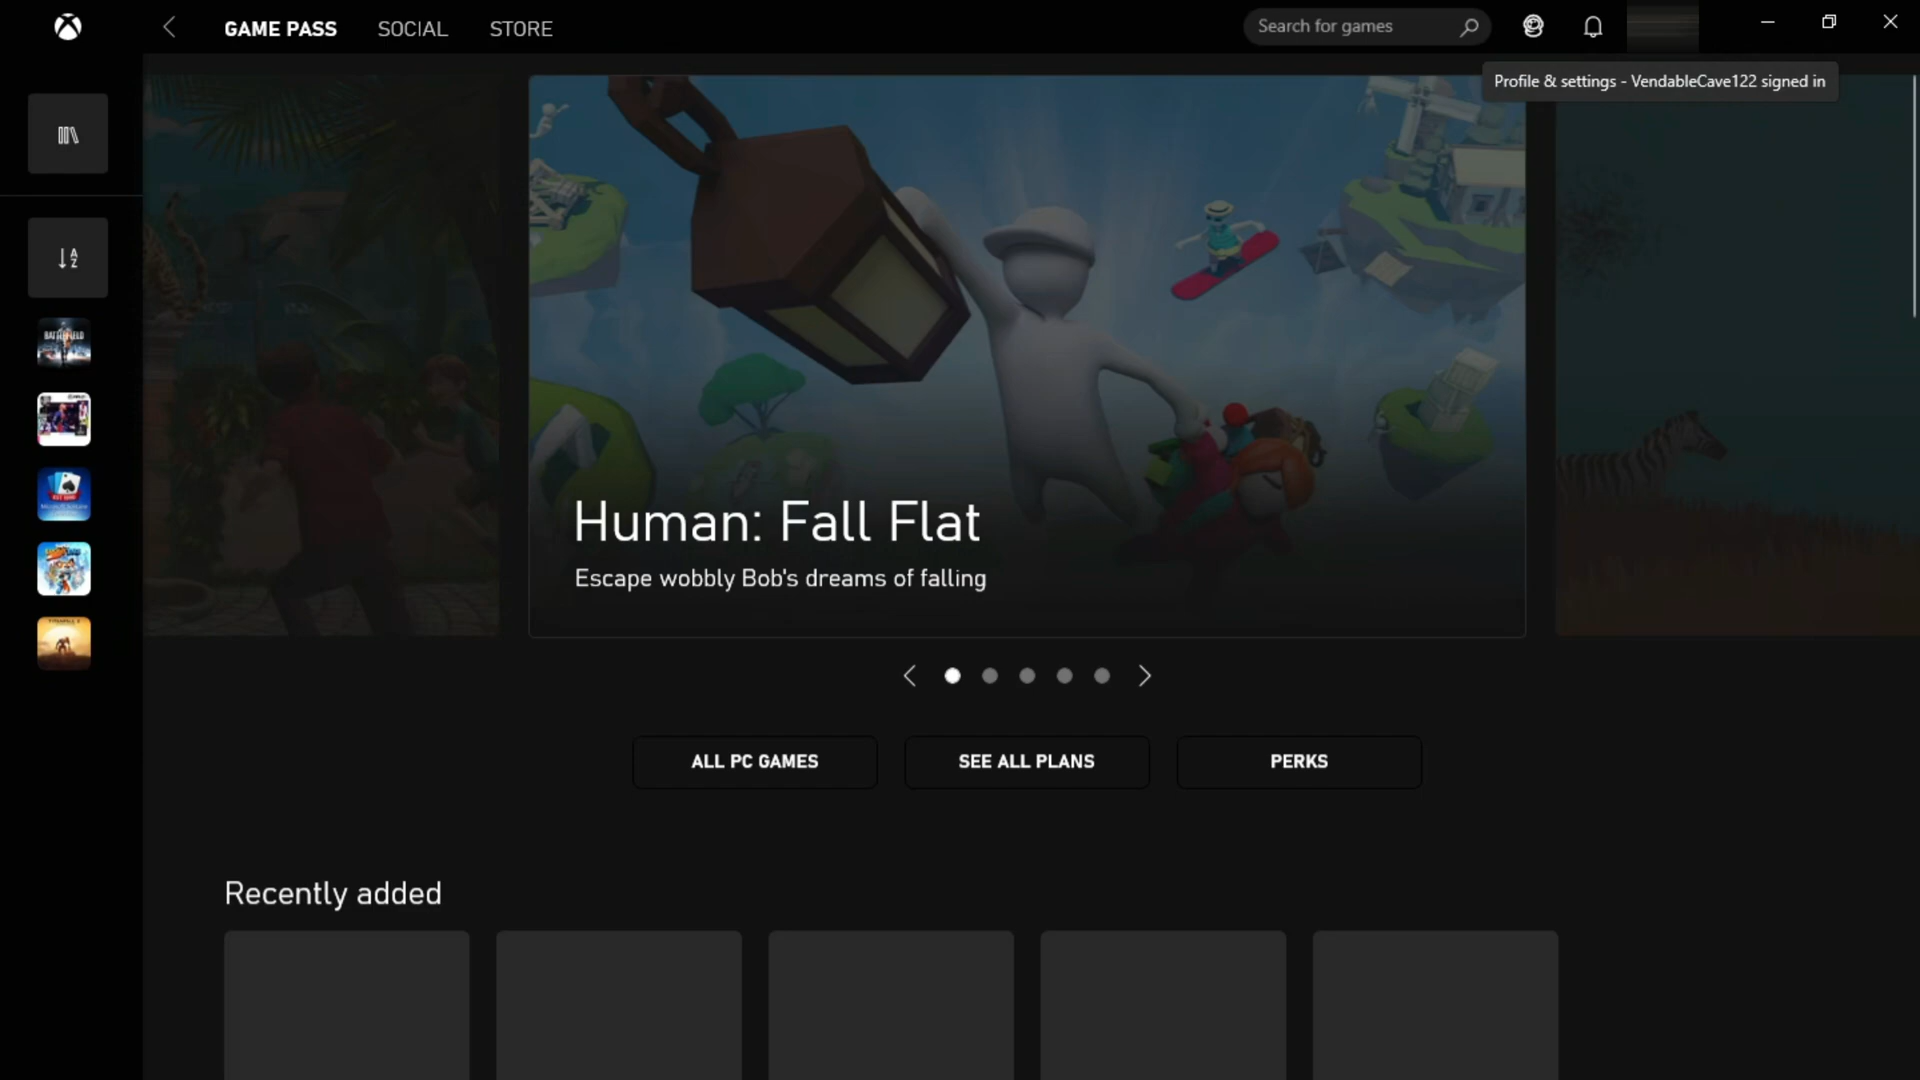 GAME PASS SOCIAL STORE
Search for games
Profile & settings - VendableCave122 signed in
A
Z
BATTLEFIELD
Human: Fall Flat
Escape wobbly Bob's dreams of falling
ALL PC GAMES SEE ALL PLANS PERKS
Recently added